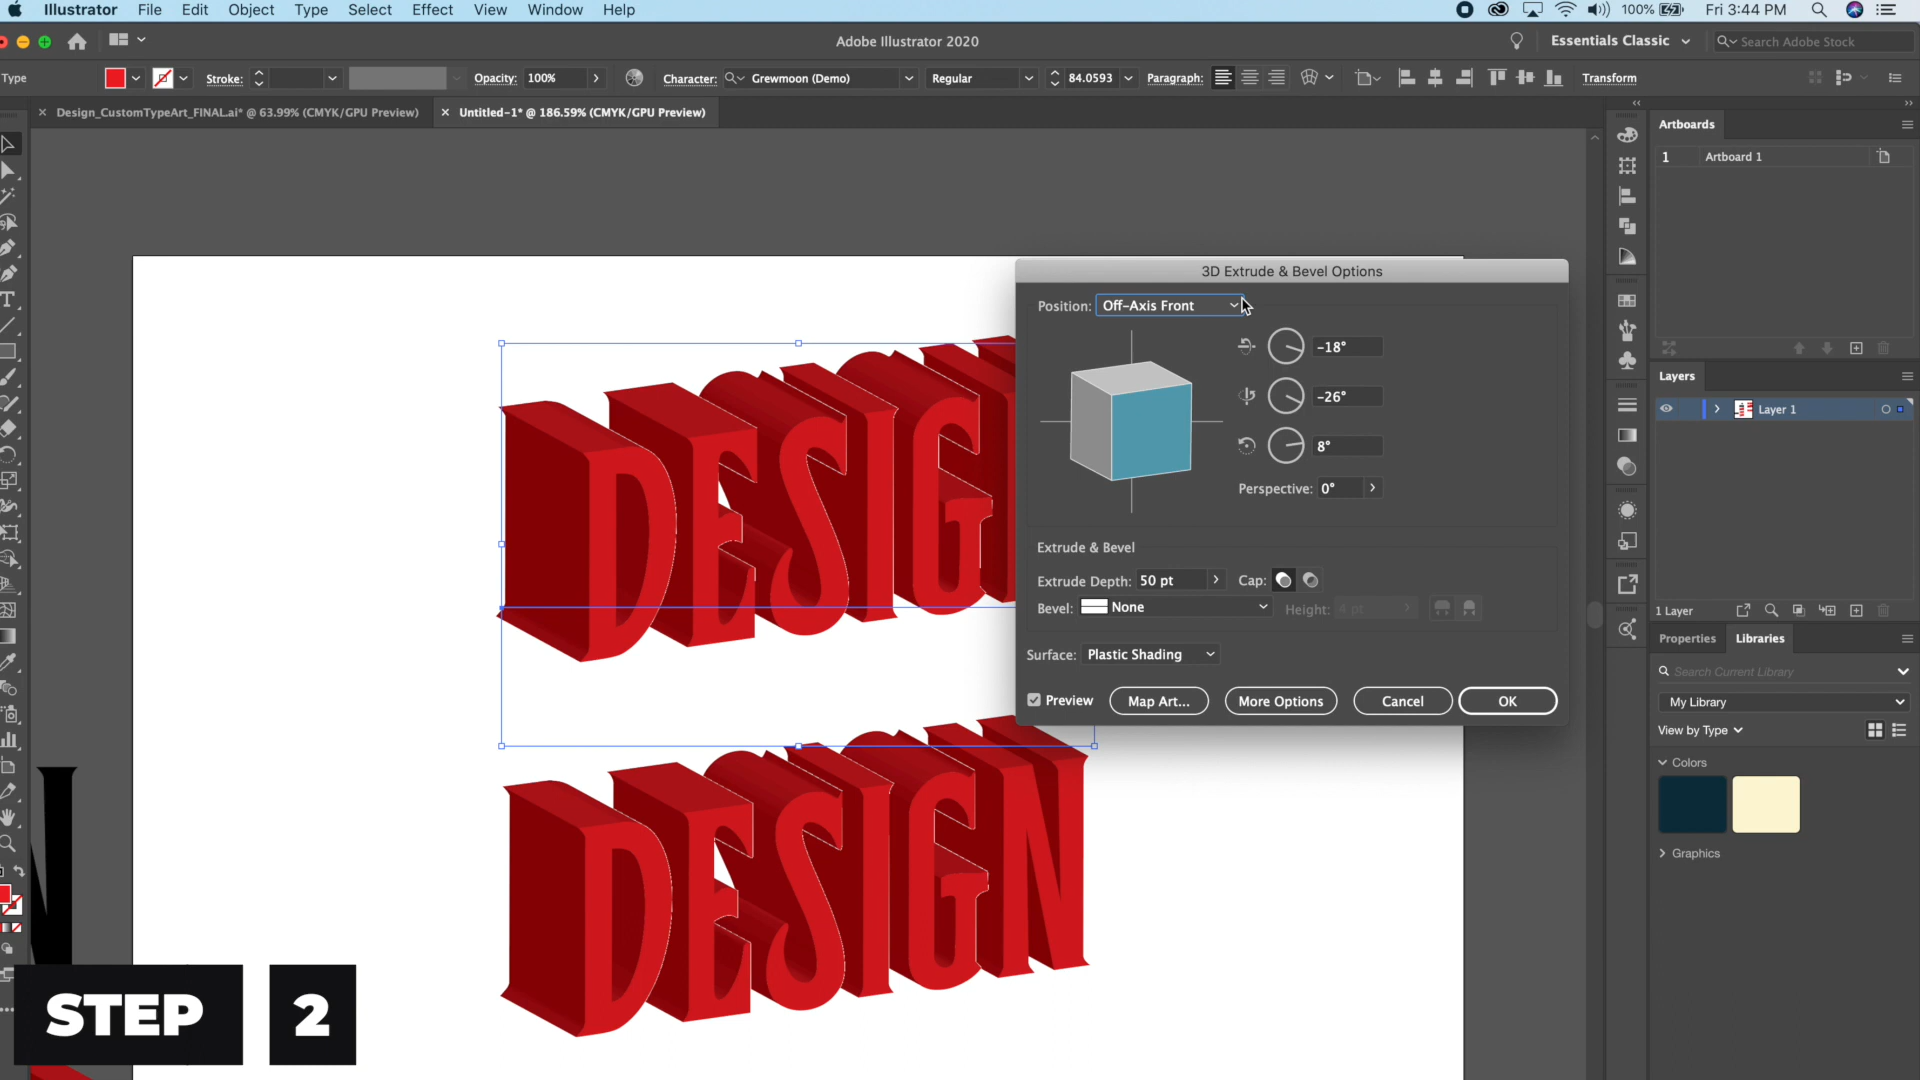 Illustrator File Edit Object Type Select Effect View Window Help 100% Fri 3:44 PM
Adobe Illustrator 2020 Essentials Classic Search Adobe Stock
Type Stroke: Opacity: 100% Character: Grewmoon (Demo) Regular 84.0593 Paragraph: Transform
Design_CustomTypeArt_FINAL.ai* @ 63.99% (CMYK/GPU Preview) Untitled-1* @ 186.59% (CMYK/GPU Preview)
Artboards
1 Artboard 1
3D Extrude & Bevel Options
Position: Off-Axis Front
-18°
-26°
8°
Perspective: 0°
Extrude & Bevel
Extrude Depth: 50 pt Cap:
Bevel: None Height: 4 pt
Surface: Plastic Shading
Preview Map Art... More Options Cancel OK
Layers
Layer 1
1 Layer
Properties Libraries
Search Current Library
My Library
View by Type
Colors
Graphics
DESIG
DESIGN
STEP 2